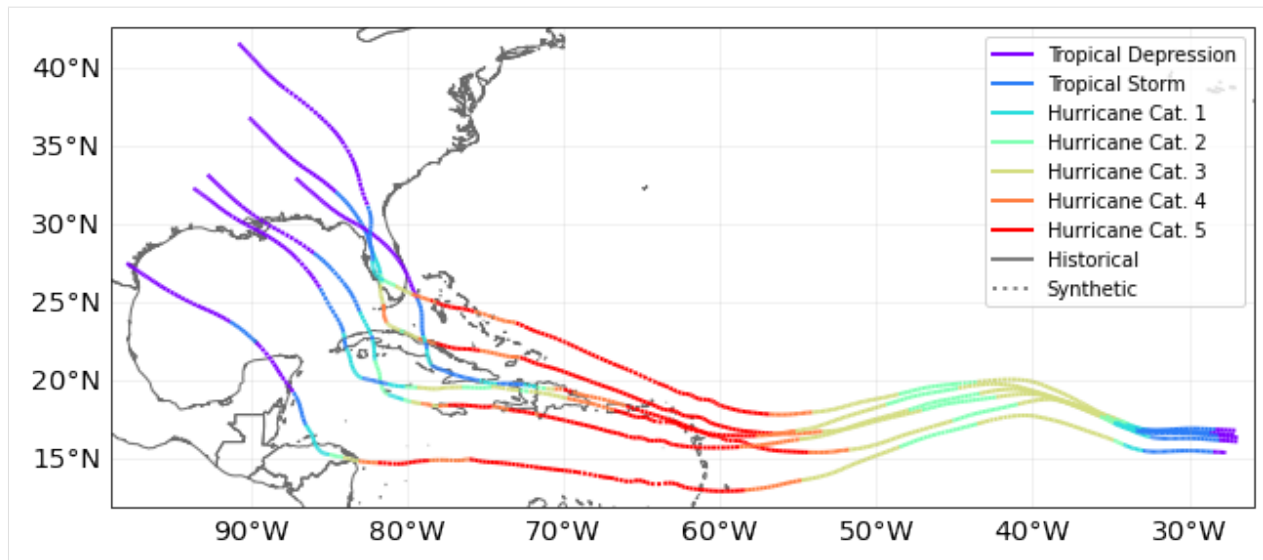 40°N
35°N
30°N
25°N
20°N
15°N
90°W 80°W 70°W 60°W 50°W 40°W 30°W
Tropical Depression
Tropical Storm
Hurricane Cat. 1
Hurricane Cat. 2
Hurricane Cat. 3
Hurricane Cat. 4
Hurricane Cat. 5
Historical
Synthetic